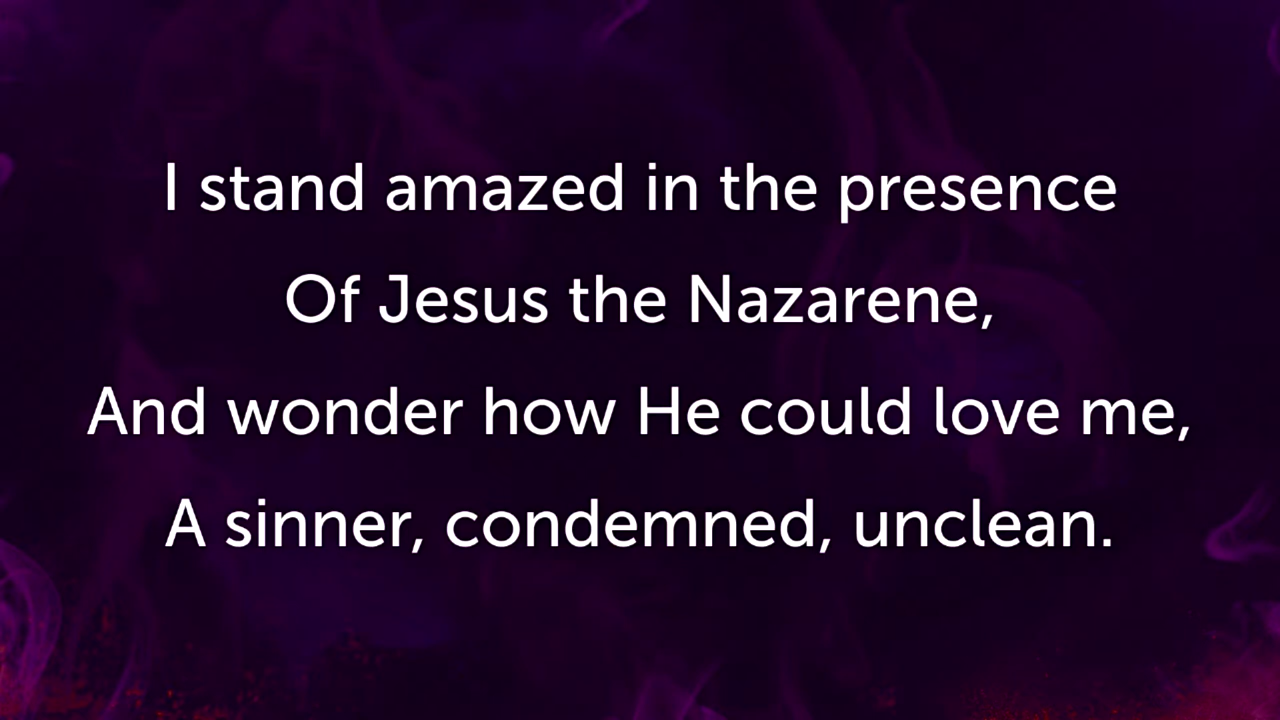 I stand amazed in the presence
Of Jesus the Nazarene,
And wonder how He could love me,
A sinner, condemned, unclean.